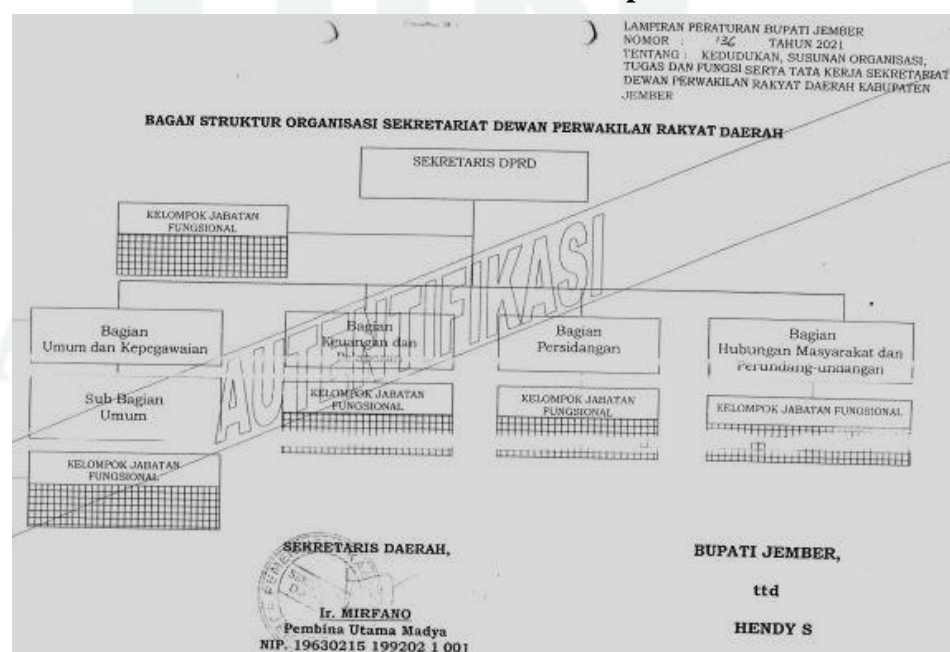 LAMPIRAN PERATURAN BUPATI JEMBER
NOMOR : 136 TAHUN 2021
TENTANG : KEDUDUKAN, SUSUNAN ORGANISASI,
TUGAS DAN FUNGSI SERTA TATA KERJA SEKRETARIAT
DEWAN PERWAKILAN RAKYAT DAERAH KABUPATEN
JEMBER
BAGAN STRUKTUR ORGANISASI SEKRETARIAT DEWAN PERWAKILAN RAKYAT DAERAH
SEKRETARIS DPRD
KELOMPOK JABATAN
FUNGSIONAL
Bagian
Umum dan Kepegawaian
Bagian
Keuangan dan
Bagian
Persidangan
Bagian
Hubungan Masyarakat dan
Perundang-undangan
Sub Bagian
Umum
KELOMPOK JABATAN
FUNGSIONAL
KELOMPOK JABATAN
FUNGSIONAL
KELOMPOK JABATAN FUNGSIONAL
KELOMPOK JABATAN
FUNGSIONAL
AUTENTIFIKASI
SEKRETARIS DAERAH,
Ir. MIRFANO
Pembina Utama Madya
NIP. 19630215 199202 1 001
BUPATI JEMBER,
ttd
HENDY S